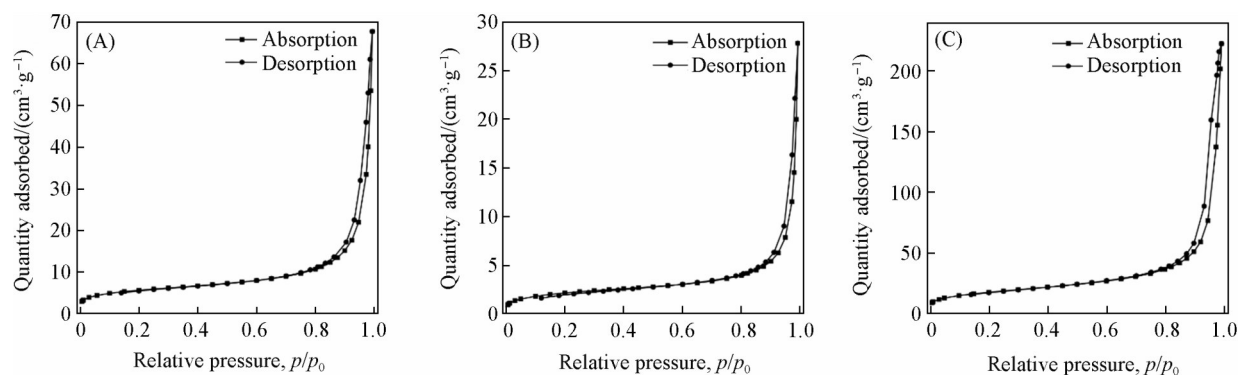 (A)
Absorption
Desorption
Quantity adsorbed/(cm³·g⁻¹)
70
60
50
40
30
20
10
0
0 0.2 0.4 0.6 0.8 1.0
Relative pressure, p/p₀
(B)
Absorption
Desorption
Quantity adsorbed/(cm³·g⁻¹)
30
25
20
15
10
5
0
0 0.2 0.4 0.6 0.8 1.0
Relative pressure, p/p₀
(C)
Absorption
Desorption
Quantity adsorbed/(cm³·g⁻¹)
200
150
100
50
0
0 0.2 0.4 0.6 0.8 1.0
Relative pressure, p/p₀